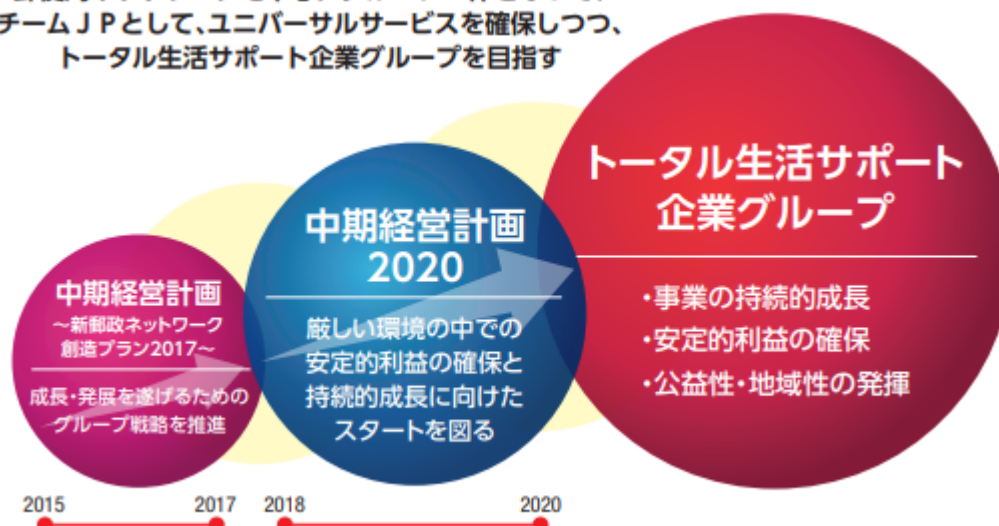 チームＪＰとして、ユニバーサルサービスを確保しつつ、
トータル生活サポート企業グループを目指す
トータル生活サポート
企業グループ
・事業の持続的成長
・安定的利益の確保
・公益性・地域性の発揮
中期経営計画
2020
厳しい環境の中での
安定的利益の確保と
持続的成長に向けた
スタートを図る
中期経営計画
～新郵政ネットワーク
創造プラン2017～
成長・発展を遂げるための
グループ戦略を推進
2015
2017
2018
2020